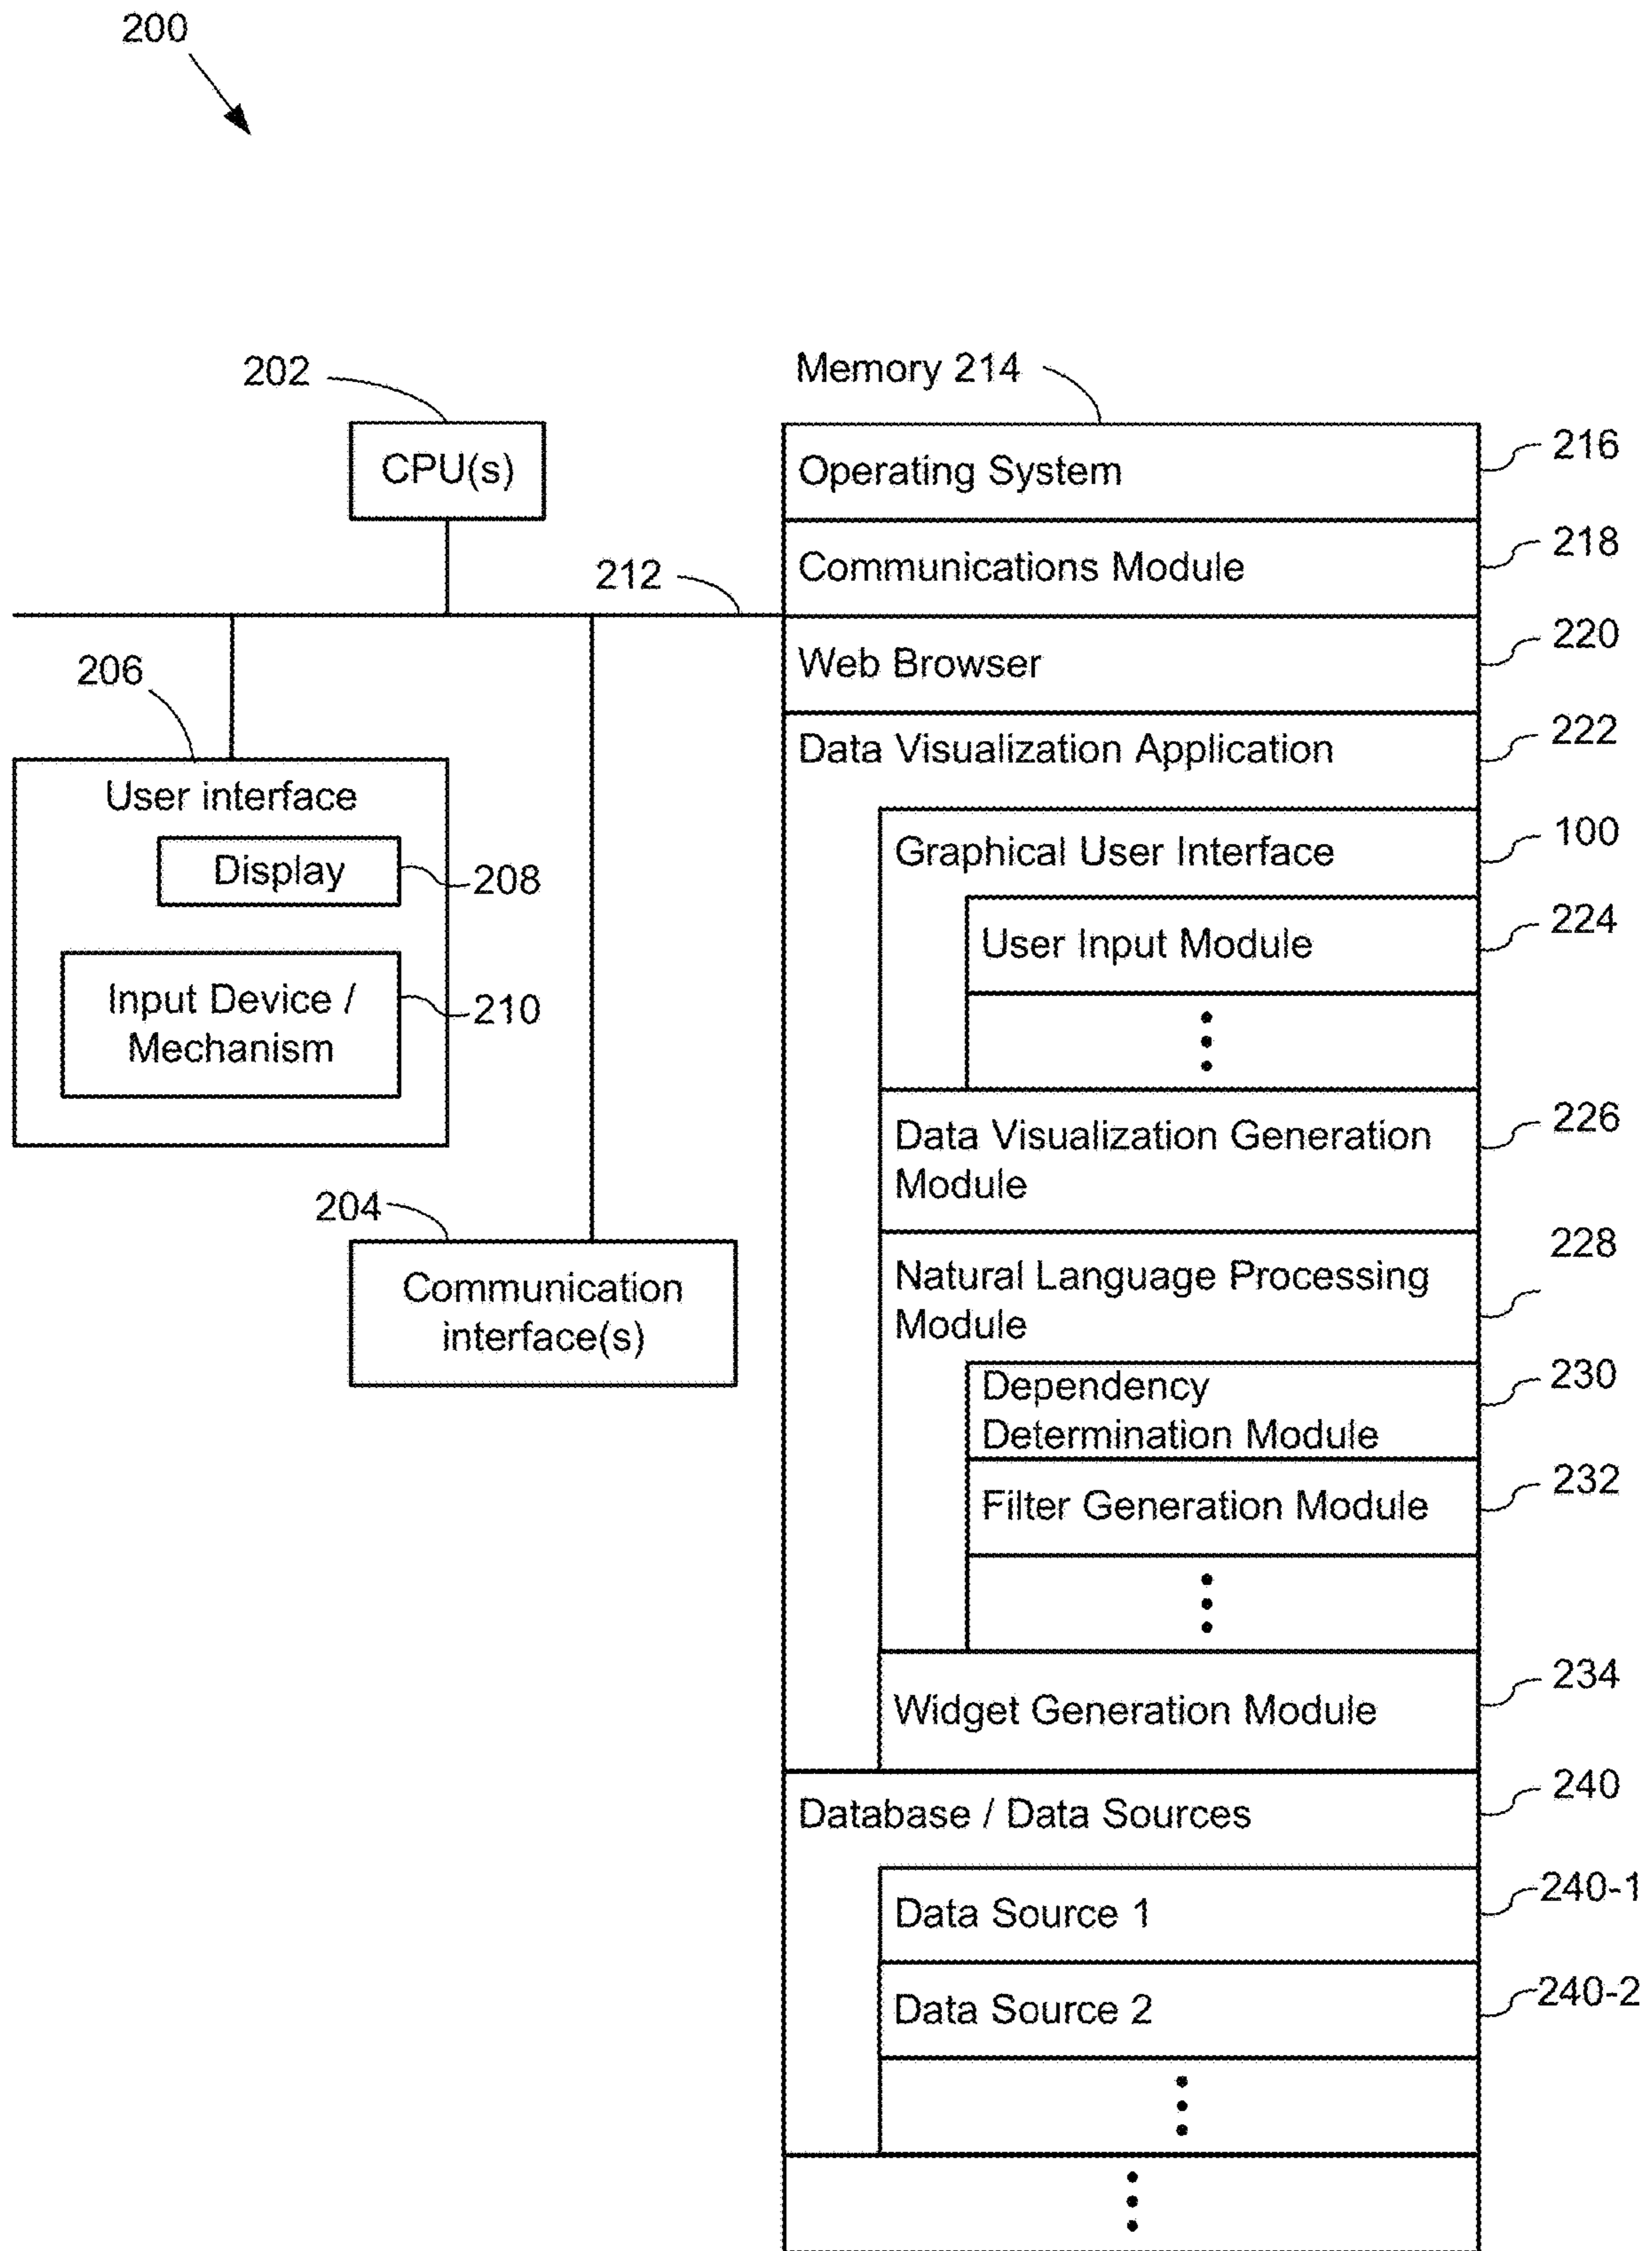 200
202
CPU(s)
212
206
User interface
Display
208
Input Device /
Mechanism
210
204
Communication
interface(s)
Memory 214
Operating System
216
Communications Module
218
Web Browser
220
Data Visualization Application
222
Graphical User Interface
100
User Input Module
224
Data Visualization Generation
Module
226
Natural Language Processing
Module
228
Dependency
Determination Module
230
Filter Generation Module
232
Widget Generation Module
234
Database / Data Sources
240
Data Source 1
240-1
Data Source 2
240-2